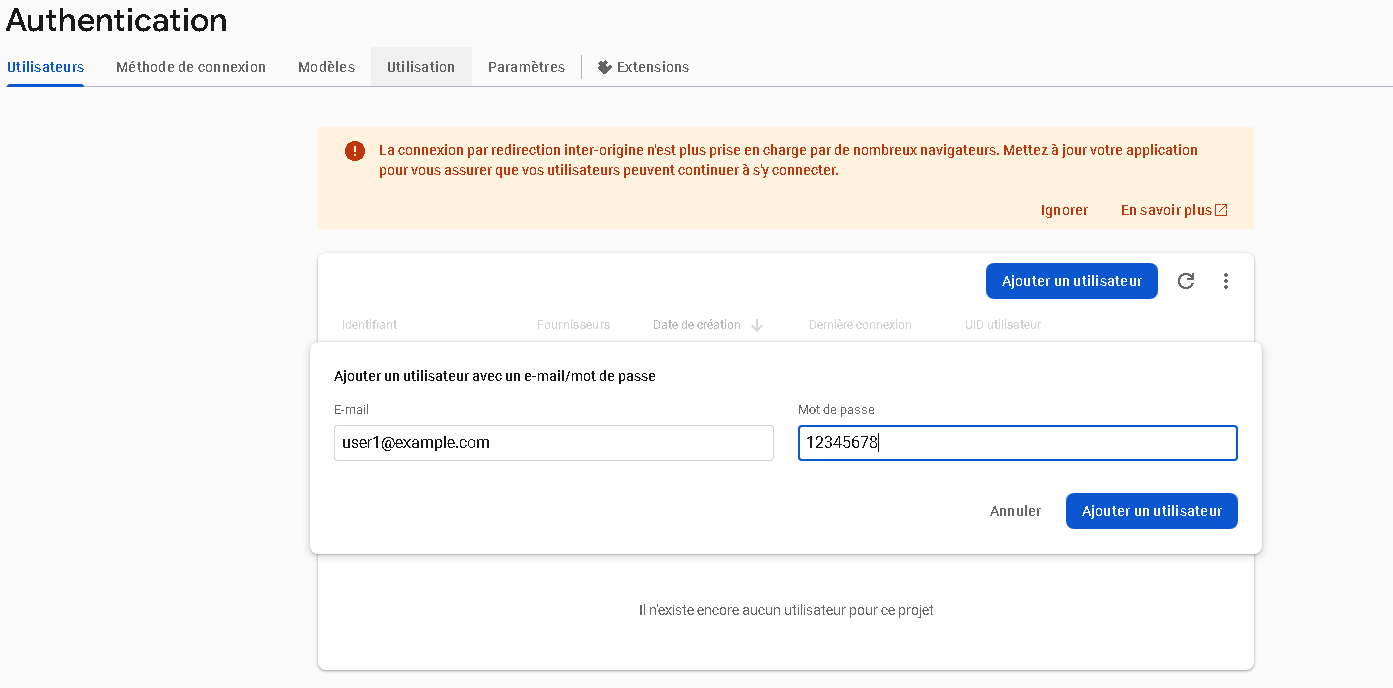 Authentication
Utilisateurs Méthode de connexion Modèles Utilisation Paramètres Extensions
La connexion par redirection inter-origine n'est plus prise en charge par de nombreux navigateurs. Mettez à jour votre application
pour vous assurer que vos utilisateurs peuvent continuer à s'y connecter.
Ignorer En savoir plus
Ajouter un utilisateur
Identifiant Fournisseurs Date de création Dernière connexion UID utilisateur
Ajouter un utilisateur avec un e-mail/mot de passe
E-mail Mot de passe
user1@example.com 12345678
Annuler Ajouter un utilisateur
Il n'existe encore aucun utilisateur pour ce projet